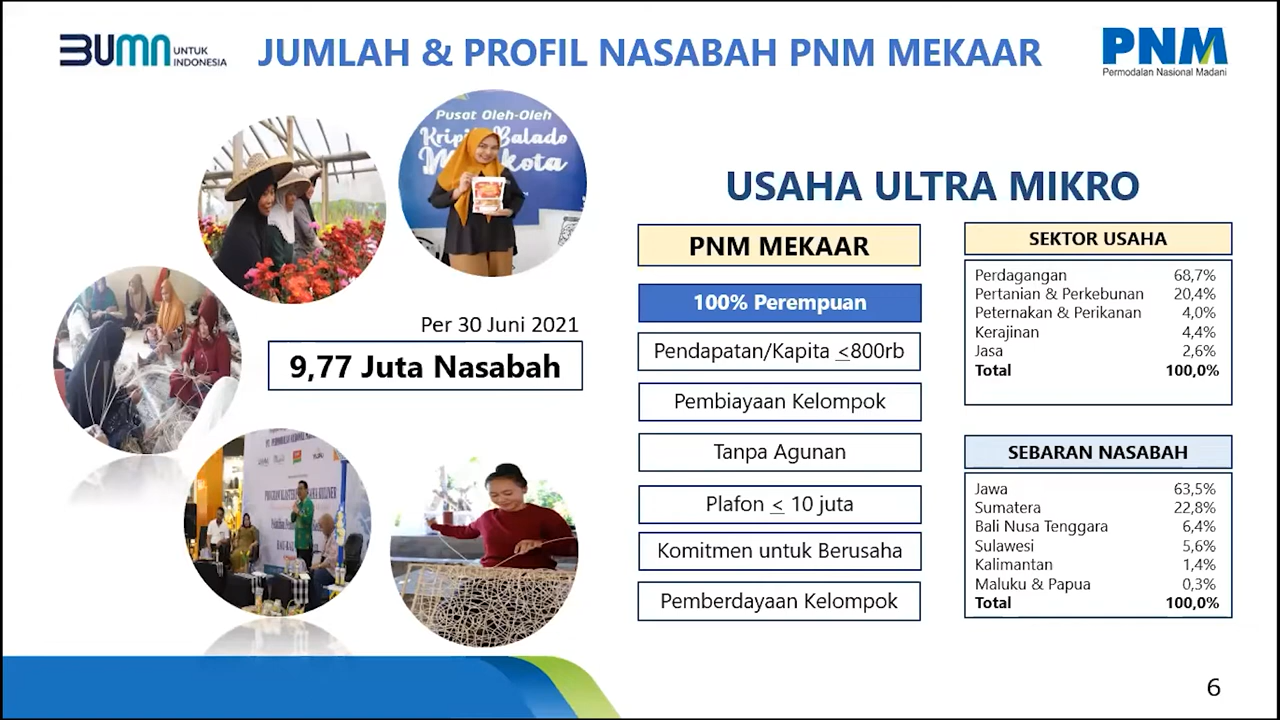 BUMN UNTUK INDONESIA
JUMLAH & PROFIL NASABAH PNM MEKAAR
PNM
Permodalan Nasional Madani
Pusat Oleh-Oleh
Kripik Balado
Per 30 Juni 2021
9,77 Juta Nasabah
USAHA ULTRA MIKRO
PNM MEKAAR
100% Perempuan
Pendapatan/Kapita <800rb
Pembiayaan Kelompok
Tanpa Agunan
Plafon < 10 juta
Komitmen untuk Berusaha
Pemberdayaan Kelompok
SEKTOR USAHA
Perdagangan 68,7%
Pertanian & Perkebunan 20,4%
Peternakan & Perikanan 4,0%
Kerajinan 4,4%
Jasa 2,6%
Total 100,0%
SEBARAN NASABAH
Jawa 63,5%
Sumatera 22,8%
Bali Nusa Tenggara 6,4%
Sulawesi 5,6%
Kalimantan 1,4%
Maluku & Papua 0,3%
Total 100,0%
6